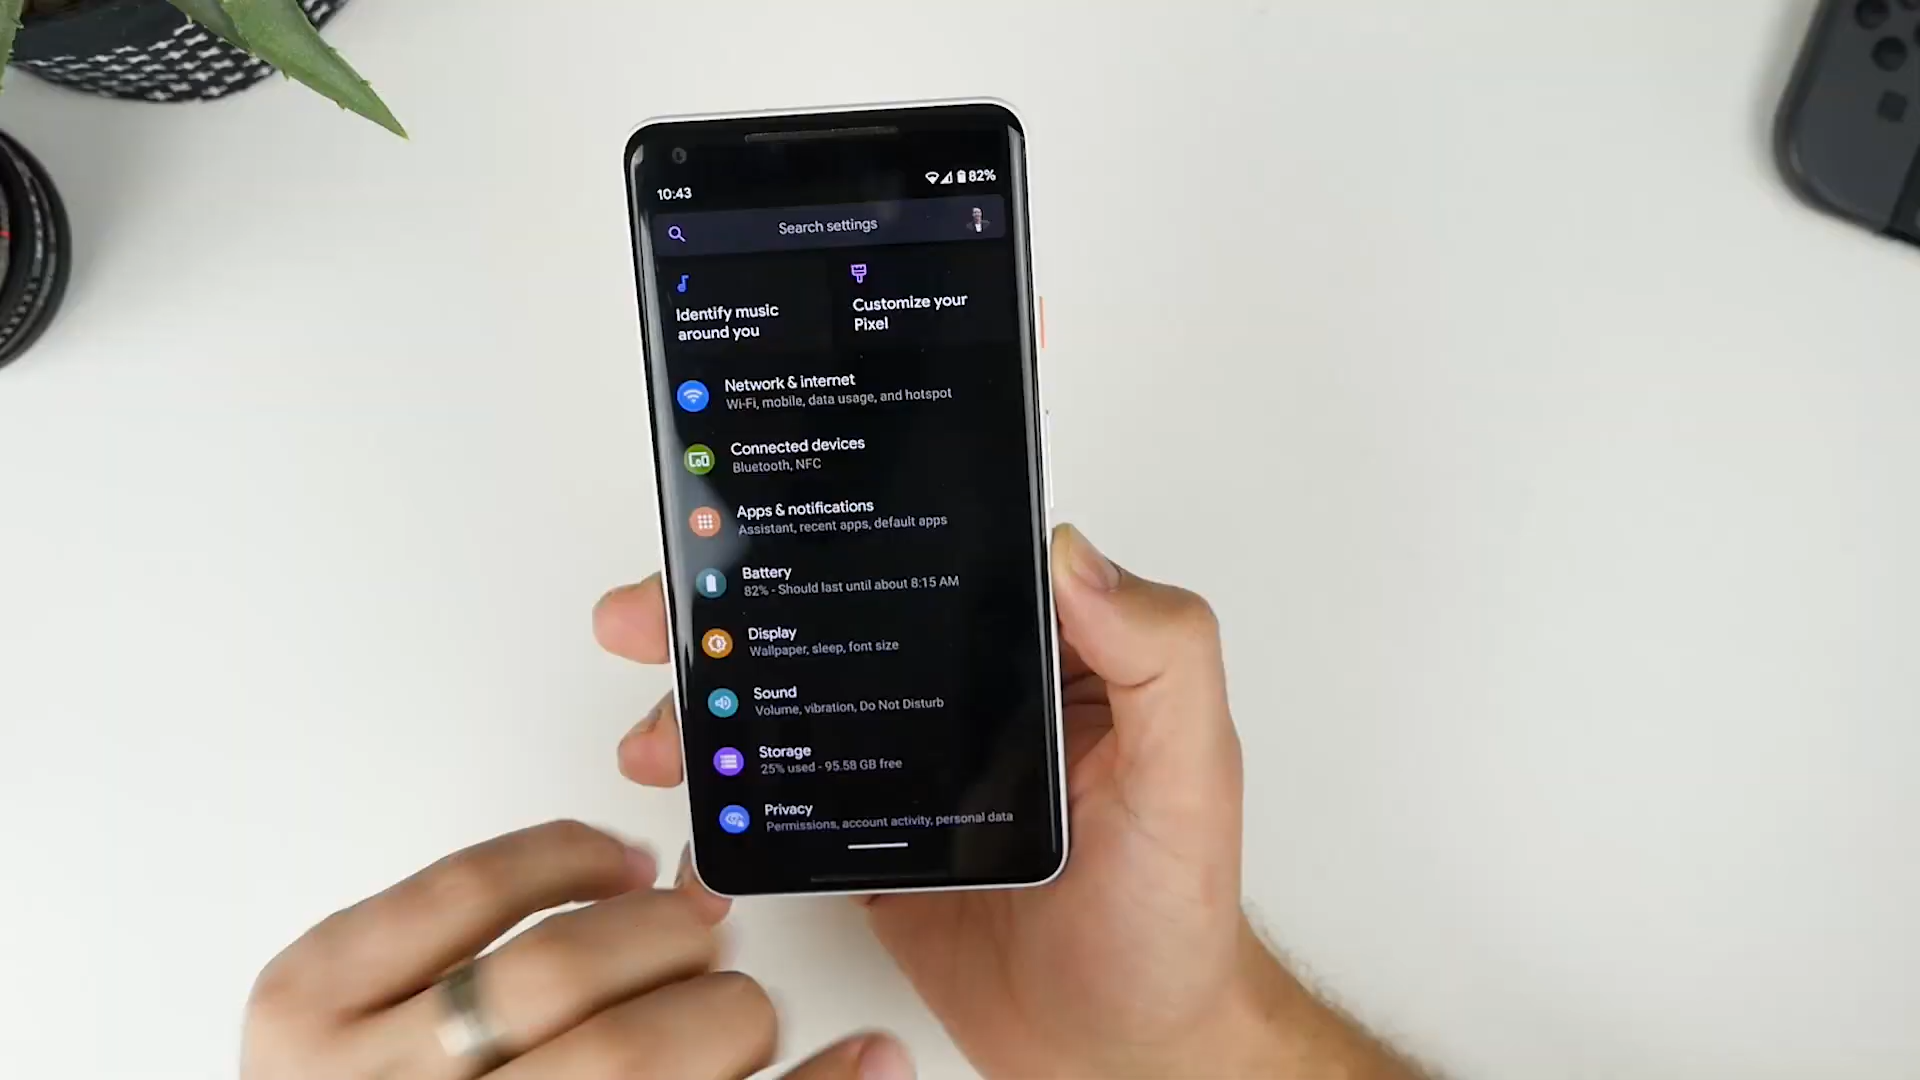 10:43
82%
Search settings
Identify music
around you
Customize your
Pixel
Network & internet
Wi-Fi, mobile, data usage, and hotspot
Connected devices
Bluetooth, NFC
Apps & notifications
Assistant, recent apps, default apps
Battery
82% - Should last until about 8:15 AM
Display
Wallpaper, sleep, font size
Sound
Volume, vibration, Do Not Disturb
Storage
25% used - 95.58 GB free
Privacy
Permissions, account activity, personal data